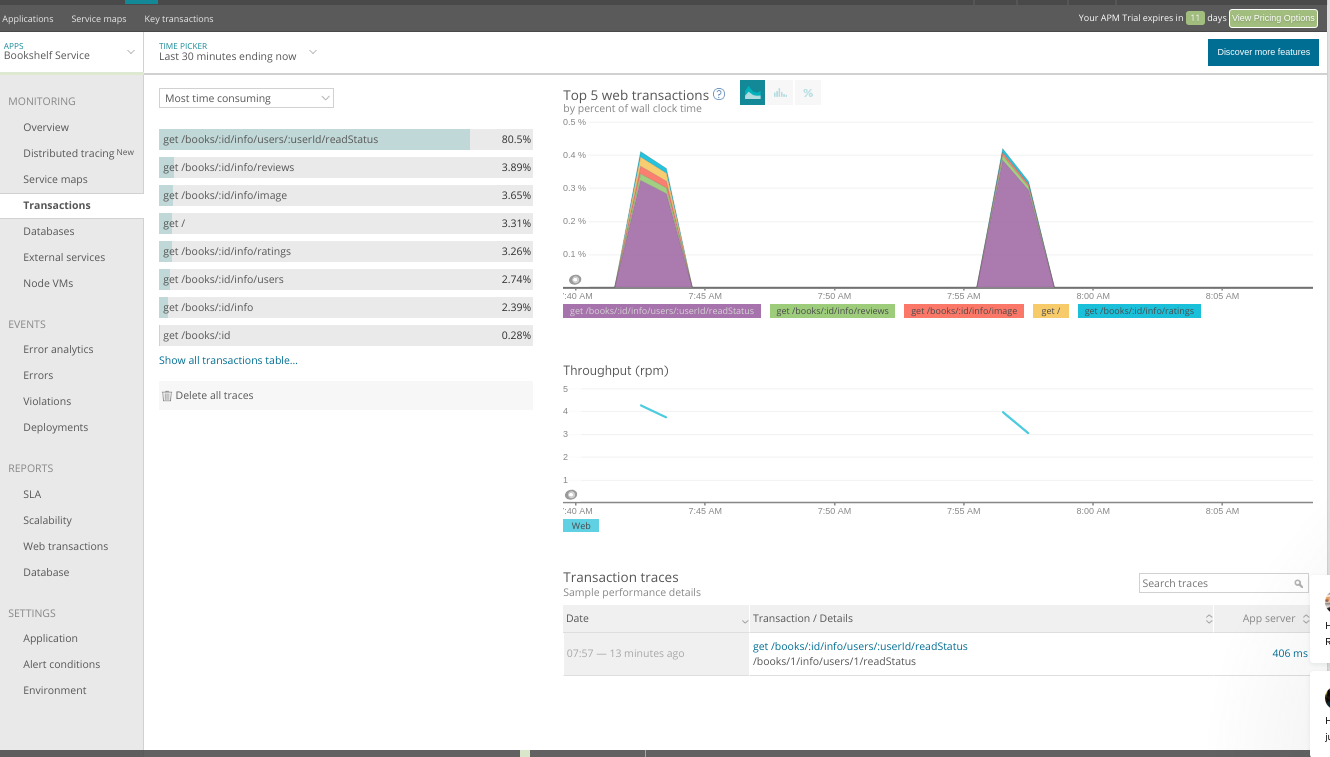 Applications Service maps Key transactions Your APM Trial expires in 11 days View Pricing Options
APPS
Bookshelf Service
TIME PICKER
Last 30 minutes ending now
Discover more features
MONITORING
Overview
Distributed tracing New
Service maps
Transactions
Databases
External services
Node VMs
EVENTS
Error analytics
Errors
Violations
Deployments
REPORTS
SLA
Scalability
Web transactions
Database
SETTINGS
Application
Alert conditions
Environment
Most time consuming
get /books/:id/info/users/:userId/readStatus 80.5%
get /books/:id/info/reviews 3.89%
get /books/:id/info/image 3.65%
get / 3.31%
get /books/:id/info/ratings 3.26%
get /books/:id/info/users 2.74%
get /books/:id/info 2.39%
get /books/:id 0.28%
Show all transactions table...
Delete all traces
Top 5 web transactions ? %
by percent of wall clock time
0.5 %
0.4 %
0.3 %
0.2 %
0.1 %
:40 AM 7:45 AM 7:50 AM 7:55 AM 8:00 AM 8:05 AM
get /books/:id/info/users/:userId/readStatus get /books/:id/info/reviews get /books/:id/info/image get / get /books/:id/info/ratings
Throughput (rpm)
5
4
3
2
1
:40 AM 7:45 AM 7:50 AM 7:55 AM 8:00 AM 8:05 AM
Web
Transaction traces
Sample performance details
Search traces
Date Transaction / Details App server
07:57 — 13 minutes ago get /books/:id/info/users/:userId/readStatus 406 ms
/books/1/info/users/1/readStatus